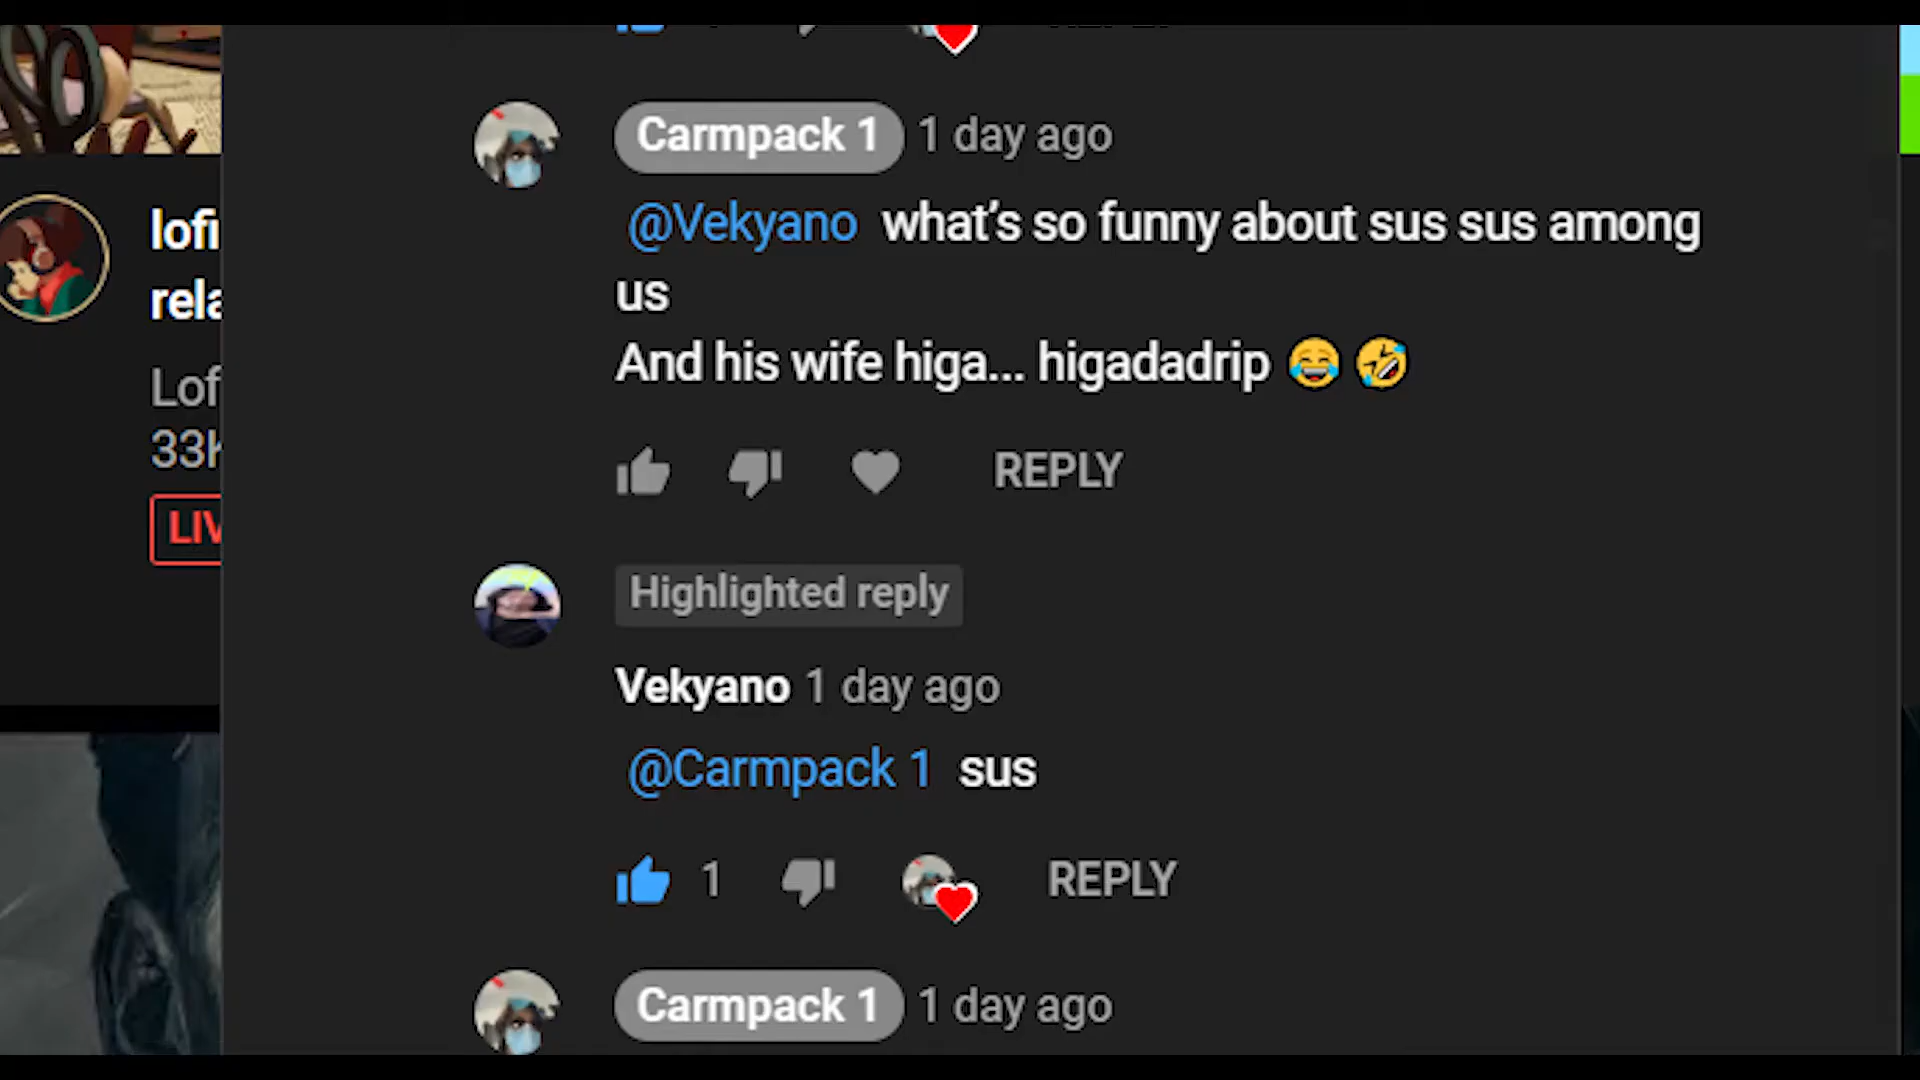 Carmpack 1 1 day ago
@Vekyano what's so funny about sus sus among
us
And his wife higa... higadadrip 😂 🤣
REPLY
Highlighted reply
Vekyano 1 day ago
@Carmpack 1 sus
1 REPLY
Carmpack 1 1 day ago
lofi
rela
Lof
33K
LIV